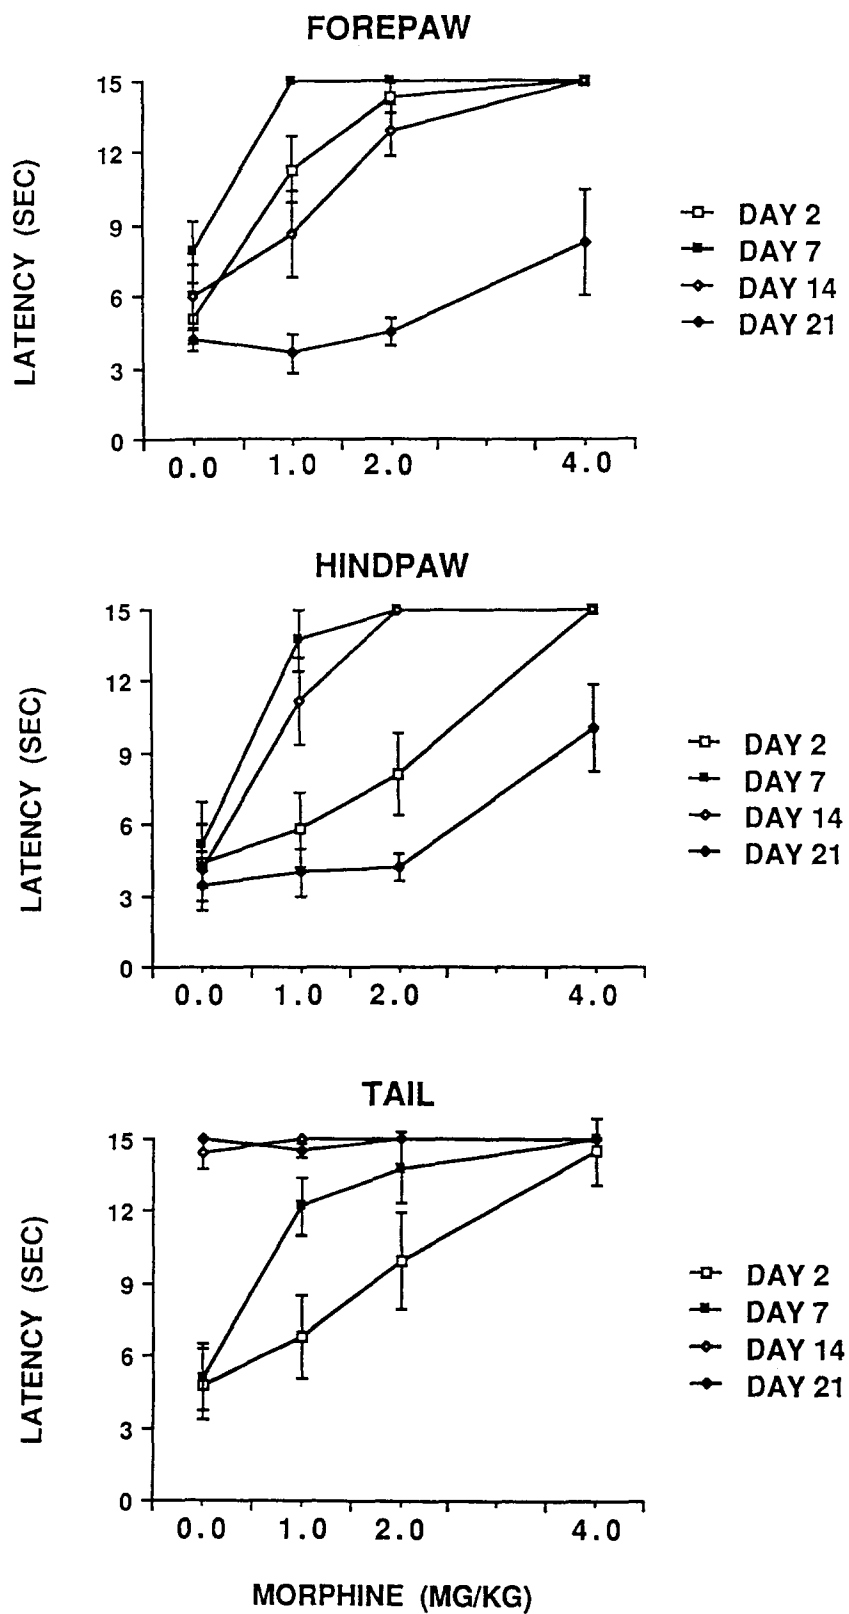 FOREPAW
15
12
9
6
3
0
LATENCY (SEC)
0.0 1.0 2.0 4.0
DAY 2
DAY 7
DAY 14
DAY 21
HINDPAW
15
12
9
6
3
0
LATENCY (SEC)
0.0 1.0 2.0 4.0
DAY 2
DAY 7
DAY 14
DAY 21
TAIL
15
12
9
6
3
0
LATENCY (SEC)
0.0 1.0 2.0 4.0
DAY 2
DAY 7
DAY 14
DAY 21
MORPHINE (MG/KG)